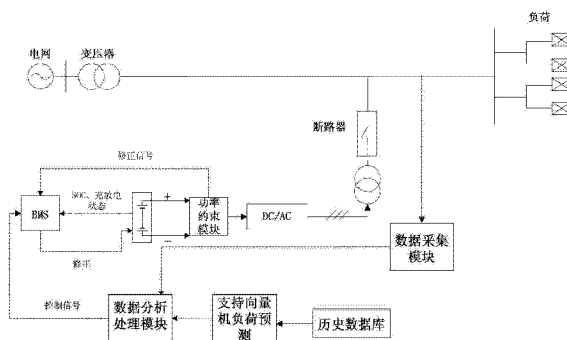 负荷
电网
变压器
断路器
修正信号
SOC、充放电
状态
BMS
+
功率
约束
模块
DC/AC
−
修正
数据采集
模块
控制信号
数据分析
处理模块
支持向量
机负荷预
测
历史数据库